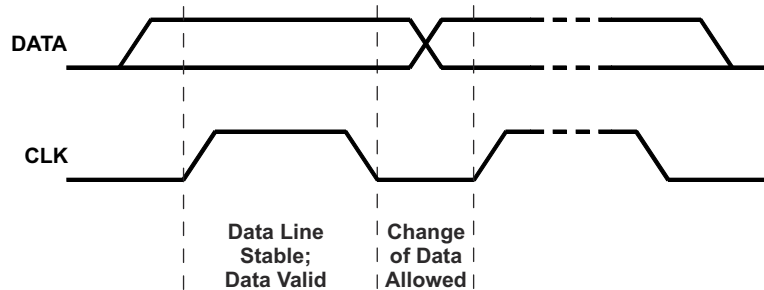 DATA
CLK
Data Line
Stable;
Data Valid
Change
of Data
Allowed